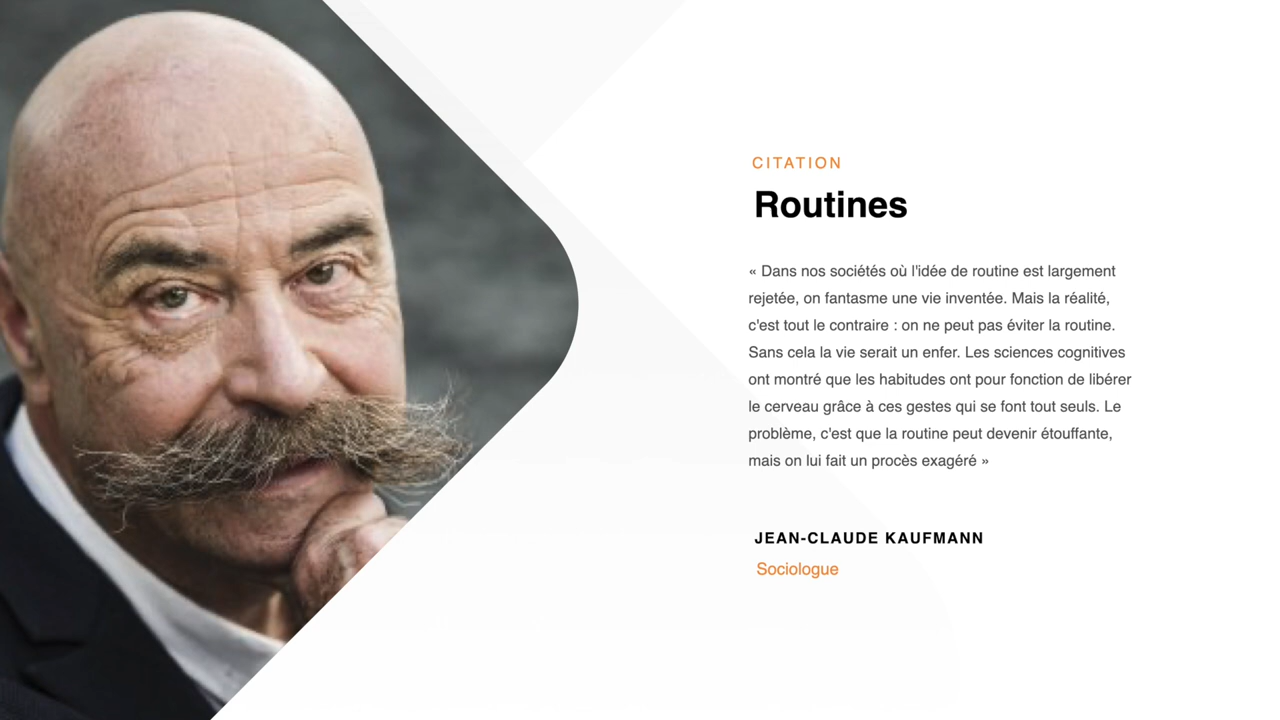 CITATION
Routines
« Dans nos sociétés où l'idée de routine est largement
rejetée, on fantasme une vie inventée. Mais la réalité,
c'est tout le contraire : on ne peut pas éviter la routine.
Sans cela la vie serait un enfer. Les sciences cognitives
ont montré que les habitudes ont pour fonction de libérer
le cerveau grâce à ces gestes qui se font tout seuls. Le
problème, c'est que la routine peut devenir étouffante,
mais on lui fait un procès exagéré »
JEAN-CLAUDE KAUFMANN
Sociologue